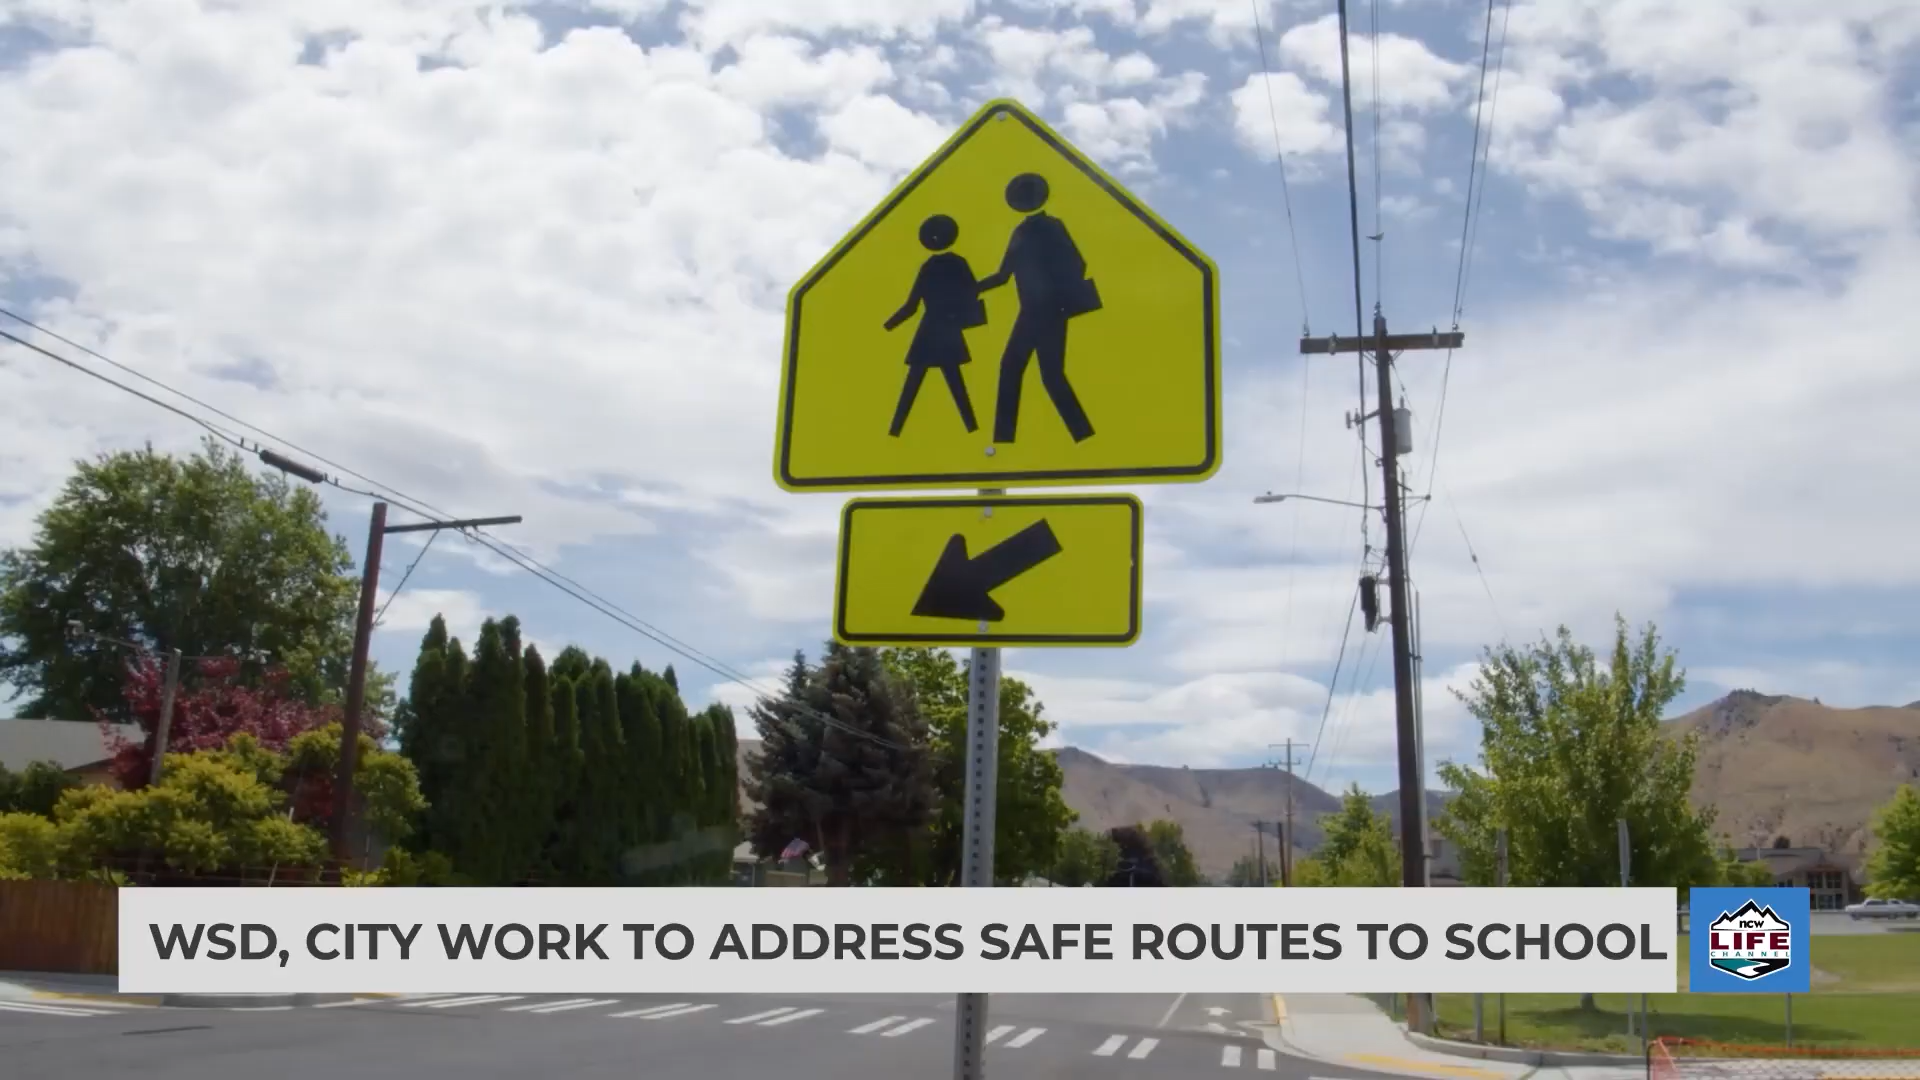 WSD, CITY WORK TO ADDRESS SAFE ROUTES TO SCHOOL
ncw
LIFE
CHANNEL